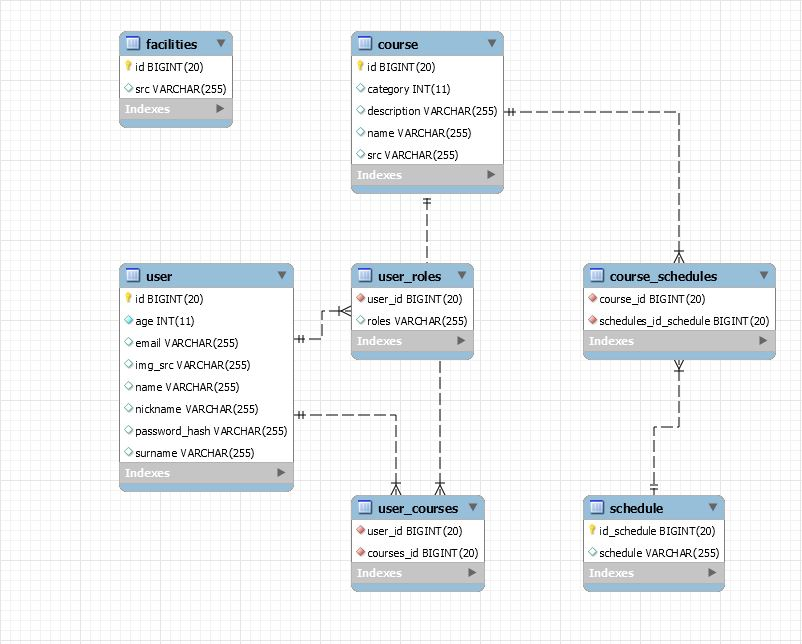 facilities
id BIGINT(20)
src VARCHAR(255)
Indexes
course
id BIGINT(20)
category INT(11)
description VARCHAR(255)
name VARCHAR(255)
src VARCHAR(255)
Indexes
user
id BIGINT(20)
age INT(11)
email VARCHAR(255)
img_src VARCHAR(255)
name VARCHAR(255)
nickname VARCHAR(255)
password_hash VARCHAR(255)
surname VARCHAR(255)
Indexes
user_roles
user_id BIGINT(20)
roles VARCHAR(255)
Indexes
course_schedules
course_id BIGINT(20)
schedules_id_schedule BIGINT(20)
Indexes
user_courses
user_id BIGINT(20)
courses_id BIGINT(20)
Indexes
schedule
id_schedule BIGINT(20)
schedule VARCHAR(255)
Indexes